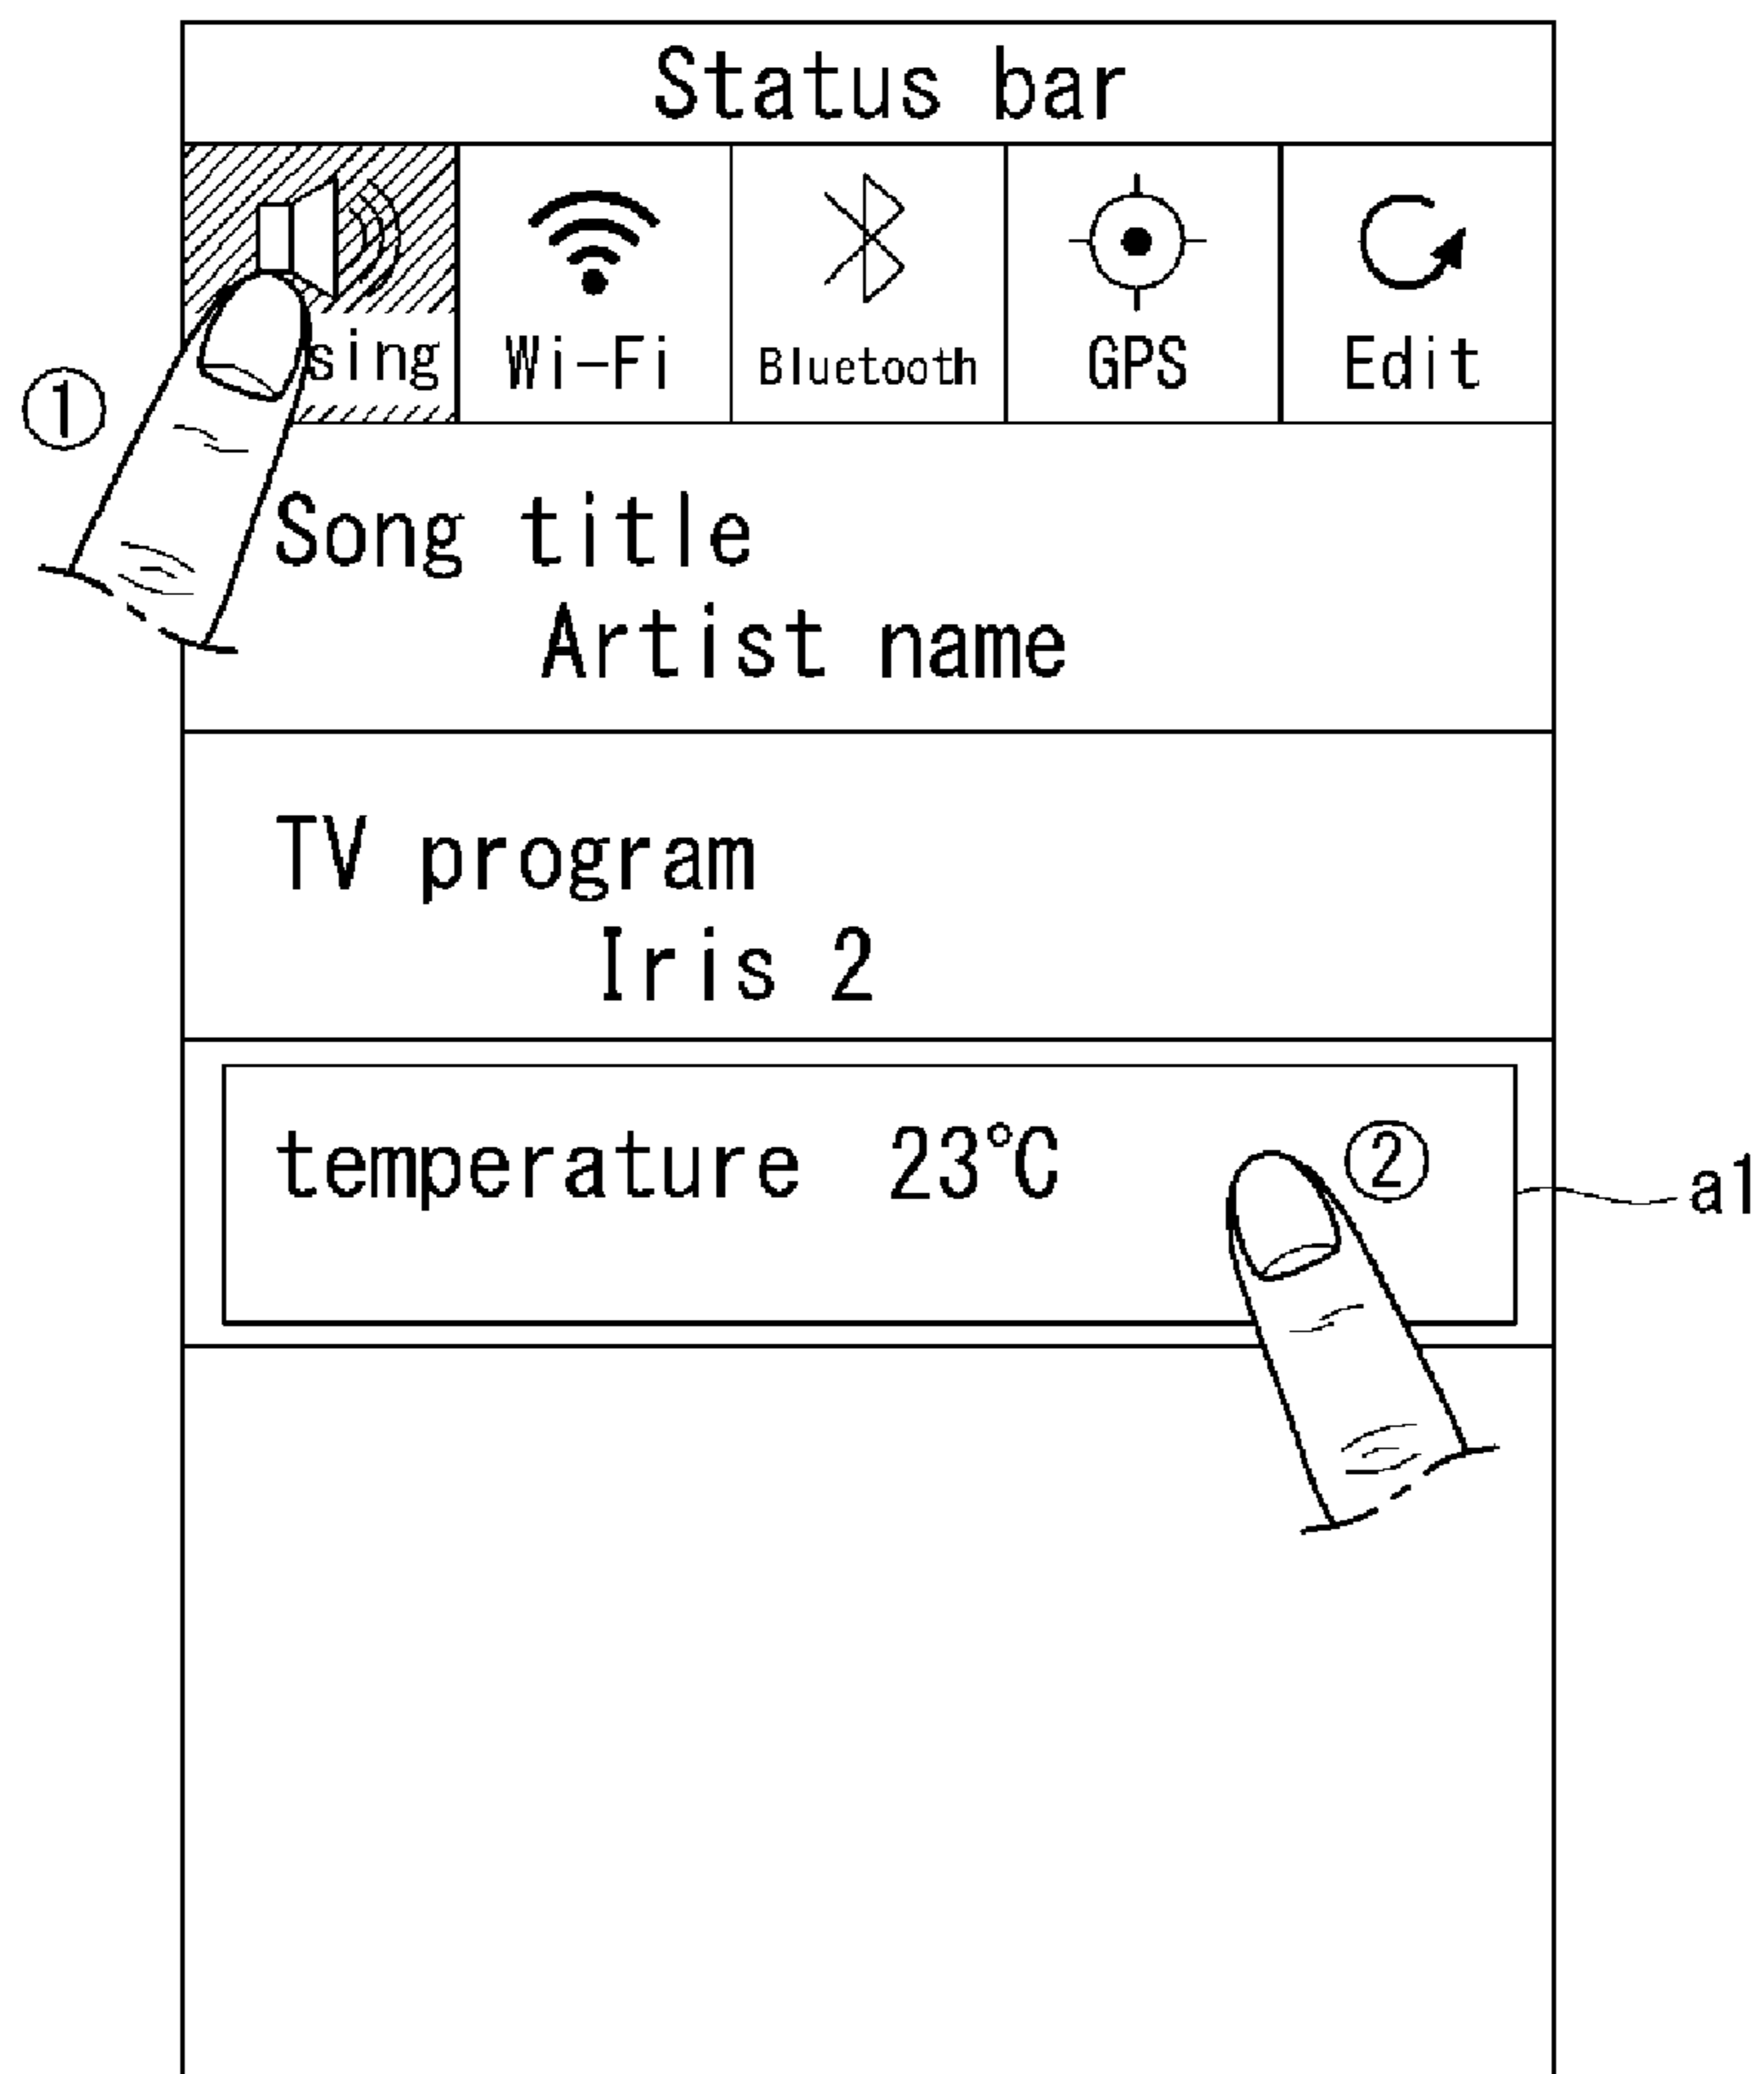 Status bar
sing Wi-Fi Bluetooth GPS Edit
①
Song title
Artist name
TV program
Iris 2
temperature 23°C ②
a1